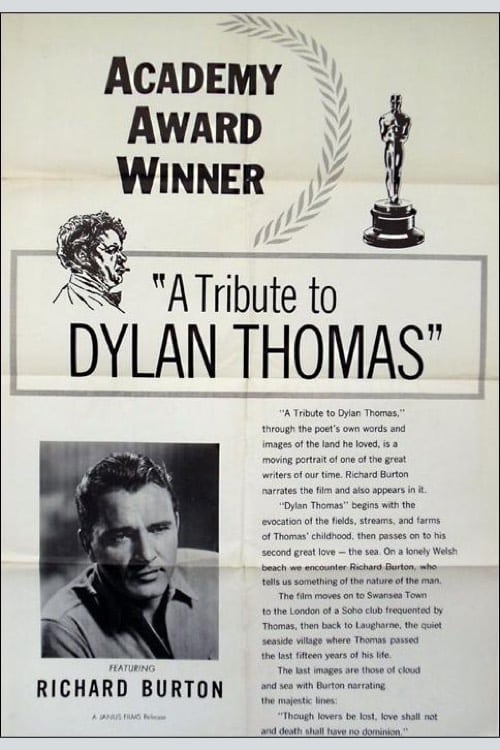 ACADEMY
AWARD
WINNER
"A Tribute to
DYLAN THOMAS"
"A Tribute to Dylan Thomas,"
through the poet's own words and
images of the land he loved, is a
moving portrait of one of the great
writers of our time. Richard Burton
narrates the film and also appears in it.
"Dylan Thomas" begins with the
evocation of the fields, streams, and farms
of Thomas' childhood, then passes on to his
second great love — the sea. On a lonely Welsh
beach we encounter Richard Burton, who
tells us something of the nature of the man.
The film moves on to Swansea Town
to the London of a Soho club frequented by
Thomas, then back to Laugharne, the quiet
seaside village where Thomas passed
the last fifteen years of his life.
The last images are those of cloud
and sea with Burton narrating
the majestic lines:
"Though lovers be lost, love shall not
and death shall have no dominion."
FEATURING
RICHARD BURTON
A JANUS FILMS Release